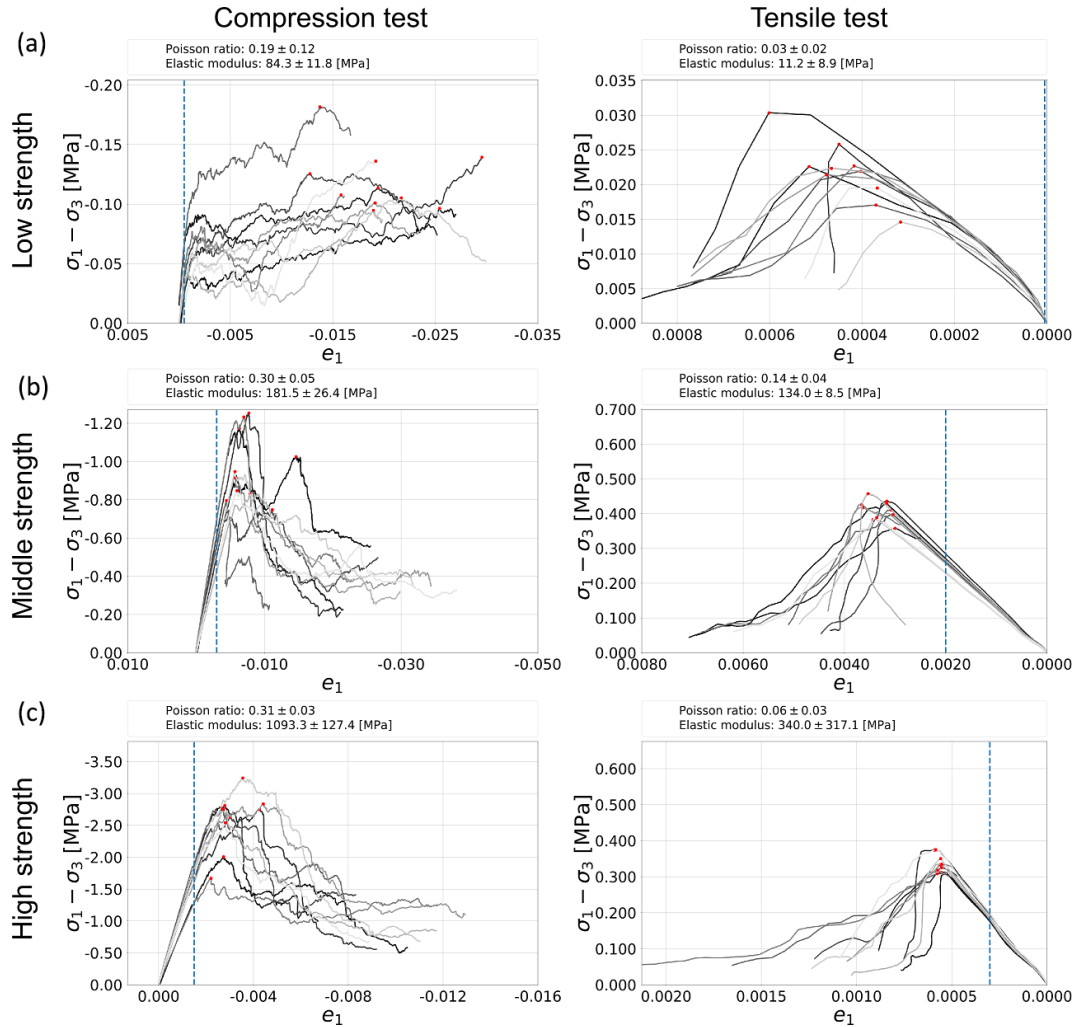 Compression test
Tensile test
(a)
Low strength
Poisson ratio: 0.19 ± 0.12
Elastic modulus: 84.3 ± 11.8 [MPa]
-0.20
-0.15
-0.10
-0.05
0.00
σ₁ − σ₃ [MPa]
0.005
-0.005
-0.015
-0.025
-0.035
e₁
Poisson ratio: 0.03 ± 0.02
Elastic modulus: 11.2 ± 8.9 [MPa]
0.035
0.030
0.025
0.020
0.015
0.010
0.005
0.000
σ₁ − σ₃ [MPa]
0.0008
0.0006
0.0004
0.0002
0.0000
e₁
(b)
Middle strength
Poisson ratio: 0.30 ± 0.05
Elastic modulus: 181.5 ± 26.4 [MPa]
-1.20
-1.00
-0.80
-0.60
-0.40
-0.20
0.00
σ₁ − σ₃ [MPa]
0.010
-0.010
-0.030
-0.050
e₁
Poisson ratio: 0.14 ± 0.04
Elastic modulus: 134.0 ± 8.5 [MPa]
0.700
0.600
0.500
0.400
0.300
0.200
0.100
0.000
σ₁ − σ₃ [MPa]
0.0080
0.0060
0.0040
0.0020
0.0000
e₁
(c)
High strength
Poisson ratio: 0.31 ± 0.03
Elastic modulus: 1093.3 ± 127.4 [MPa]
-3.50
-3.00
-2.50
-2.00
-1.50
-1.00
-0.50
0.00
σ₁ − σ₃ [MPa]
0.000
-0.004
-0.008
-0.012
-0.016
e₁
Poisson ratio: 0.06 ± 0.03
Elastic modulus: 340.0 ± 317.1 [MPa]
0.600
0.500
0.400
0.300
0.200
0.100
0.000
σ₁ − σ₃ [MPa]
0.0020
0.0015
0.0010
0.0005
0.0000
e₁